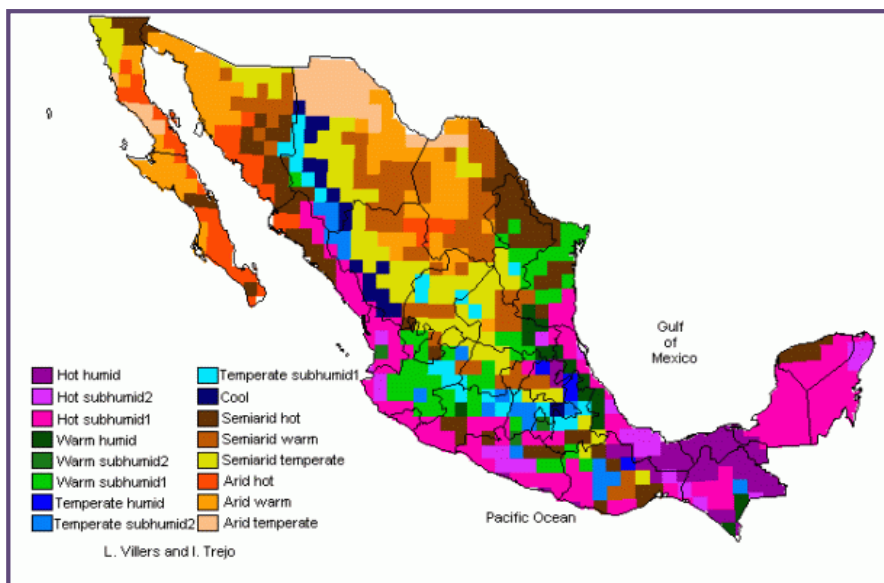 Gulf
of
Mexico
Hot humid
Hot subhumid2
Hot subhumid1
Warm humid
Warm subhumid2
Warm subhumid1
Temperate humid
Temperate subhumid2
Temperate subhumid1
Cool
Semiarid hot
Semiarid warm
Semiarid temperate
Arid hot
Arid warm
Arid temperate
Pacific Ocean
L. Villers and I. Trejo